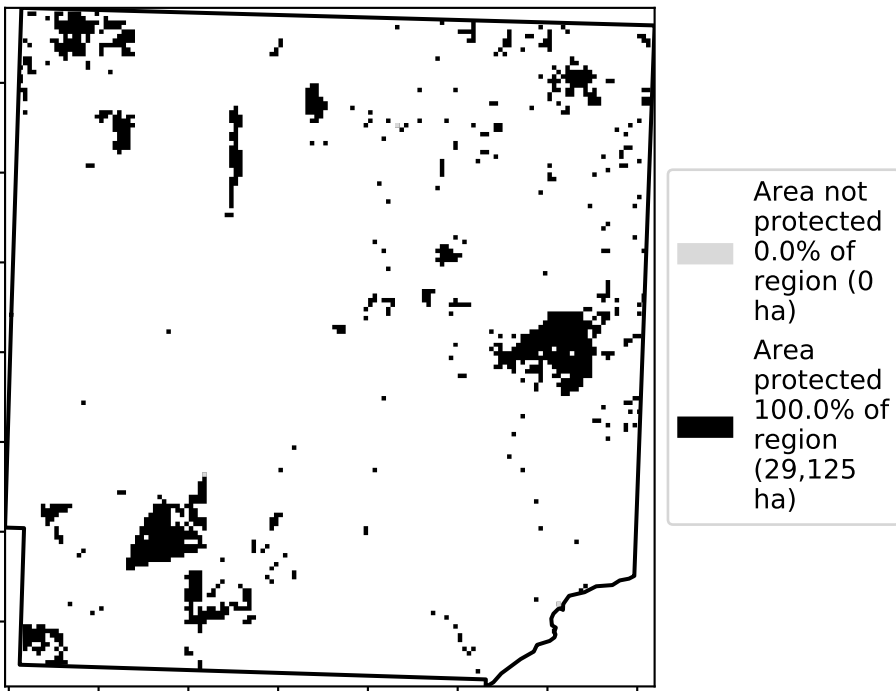 Area not
protected
0.0% of
region (0
ha)
Area
protected
100.0% of
region
(29,125
ha)